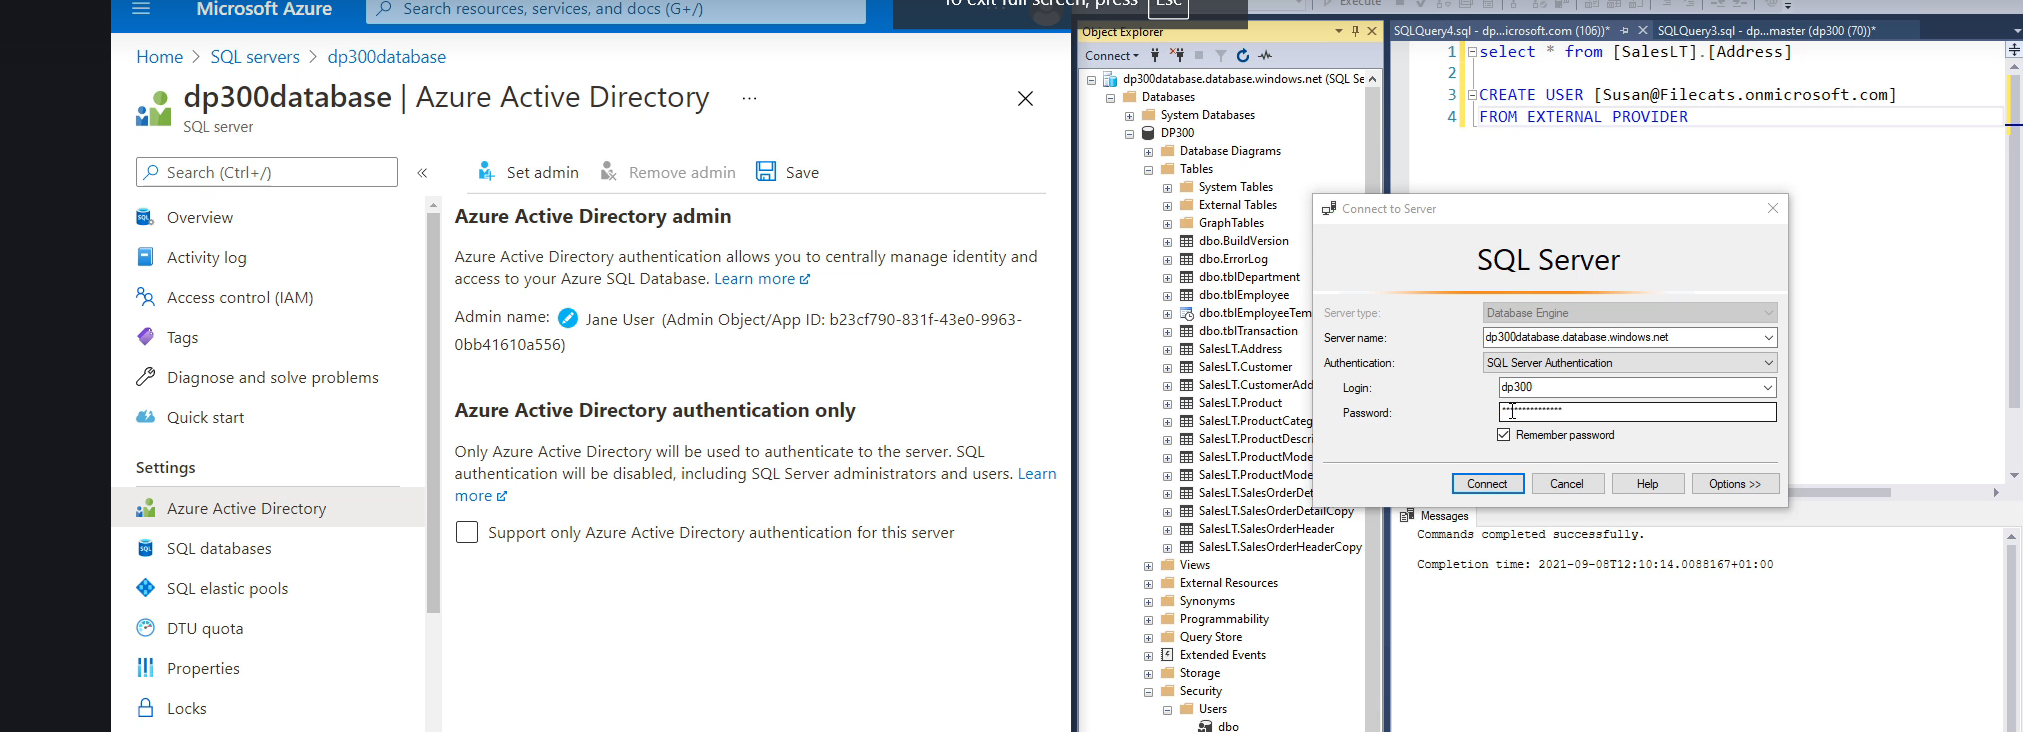 Microsoft Azure
Search resources, services, and docs (G+/)
To exit full screen, press Esc
Home > SQL servers > dp300database
dp300database | Azure Active Directory ...
SQL server
Search (Ctrl+/)
«
Overview
Activity log
Access control (IAM)
Tags
Diagnose and solve problems
Quick start
Settings
Azure Active Directory
SQL databases
SQL elastic pools
DTU quota
Properties
Locks
Set admin
Remove admin
Save
Azure Active Directory admin
Azure Active Directory authentication allows you to centrally manage identity and
access to your Azure SQL Database. Learn more
Admin name: Jane User (Admin Object/App ID: b23cf790-831f-43e0-9963-
0bb41610a556)
Azure Active Directory authentication only
Only Azure Active Directory will be used to authenticate to the server. SQL
authentication will be disabled, including SQL Server administrators and users. Learn
more
Support only Azure Active Directory authentication for this server
Execute
Object Explorer
Connect
dp300database.database.windows.net (SQL Se
Databases
System Databases
DP300
Database Diagrams
Tables
System Tables
External Tables
GraphTables
dbo.BuildVersion
dbo.ErrorLog
dbo.tblDepartment
dbo.tblEmployee
dbo.tblEmployeeTem
dbo.tblTransaction
SalesLT.Address
SalesLT.Customer
SalesLT.CustomerAdd
SalesLT.Product
SalesLT.ProductCateg
SalesLT.ProductDescri
SalesLT.ProductMode
SalesLT.ProductMode
SalesLT.SalesOrderDet
SalesLT.SalesOrderDetailCopy
SalesLT.SalesOrderHeader
SalesLT.SalesOrderHeaderCopy
Views
External Resources
Synonyms
Programmability
Query Store
Extended Events
Storage
Security
Users
dbo
SQLQuery4.sql - dp...icrosoft.com (106))*
SQLQuery3.sql - dp...master (dp300 (70))*
1 select * from [SalesLT].[Address]
2
3 CREATE USER [Susan@Filecats.onmicrosoft.com]
4 FROM EXTERNAL PROVIDER
Connect to Server
SQL Server
Server type: Database Engine
Server name: dp300database.database.windows.net
Authentication: SQL Server Authentication
Login: dp300
Password: ***************
Remember password
Connect
Cancel
Help
Options >>
Messages
Commands completed successfully.
Completion time: 2021-09-08T12:10:14.0088167+01:00